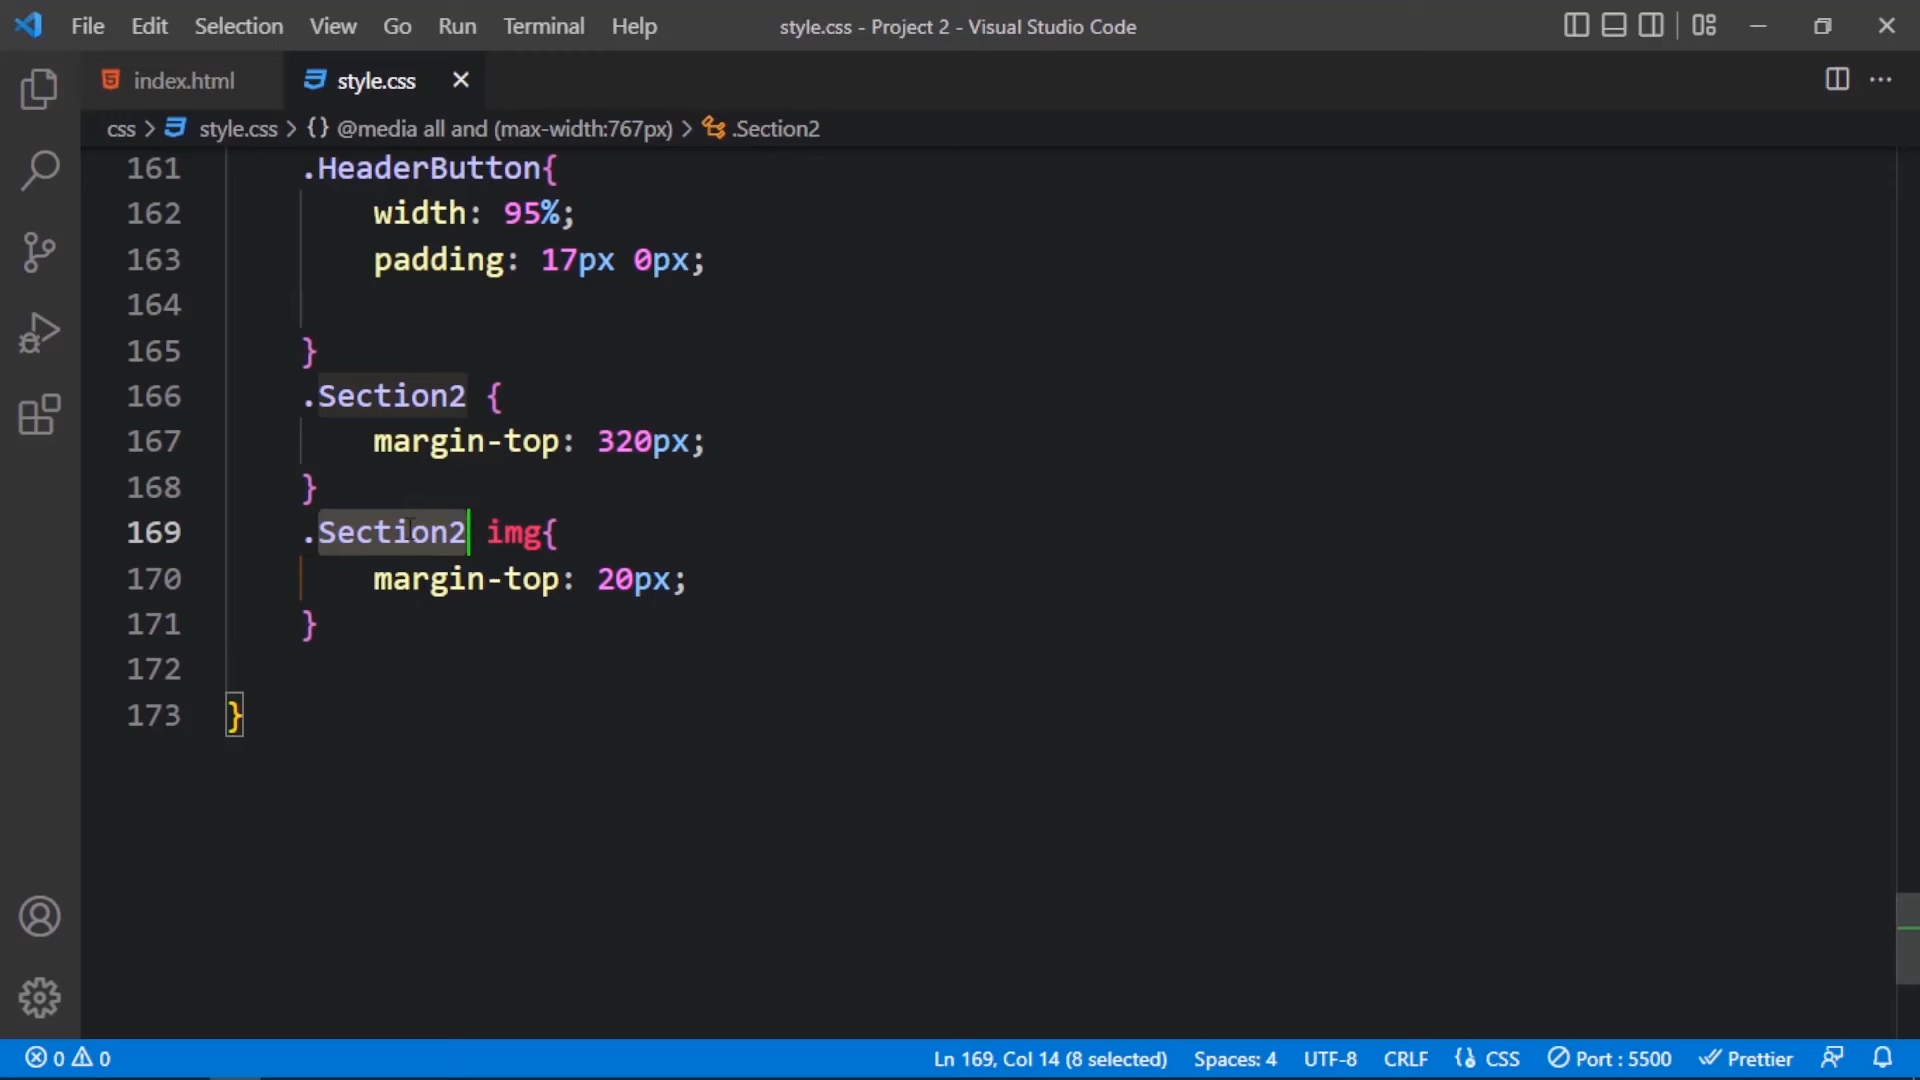 File Edit Selection View Go Run Terminal Help style.css - Project 2 - Visual Studio Code
index.html style.css
css > style.css > {} @media all and (max-width:767px) > .Section2
161 .HeaderButton{
162 width: 95%;
163 padding: 17px 0px;
164
165 }
166 .Section2 {
167 margin-top: 320px;
168 }
169 .Section2 img{
170 margin-top: 20px;
171 }
172
173 }
0 0 Ln 169, Col 14 (8 selected) Spaces: 4 UTF-8 CRLF CSS Port : 5500 Prettier